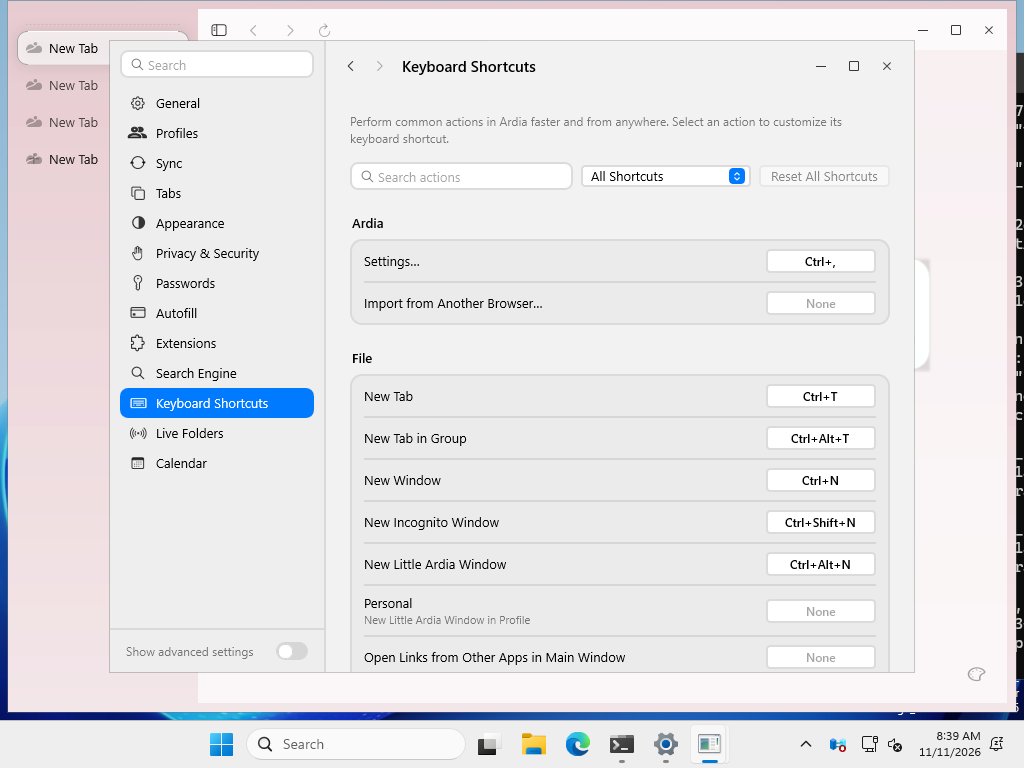 New Tab
New Tab
New Tab
New Tab
Search
General
Profiles
Sync
Tabs
Appearance
Privacy & Security
Passwords
Autofill
Extensions
Search Engine
Keyboard Shortcuts
Live Folders
Calendar
Show advanced settings
Keyboard Shortcuts
Perform common actions in Ardia faster and from anywhere. Select an action to customize its
keyboard shortcut.
Search actions
All Shortcuts
Reset All Shortcuts
Ardia
Settings...
Ctrl+,
Import from Another Browser...
None
File
New Tab
Ctrl+T
New Tab in Group
Ctrl+Alt+T
New Window
Ctrl+N
New Incognito Window
Ctrl+Shift+N
New Little Ardia Window
Ctrl+Alt+N
Personal
New Little Ardia Window in Profile
None
Open Links from Other Apps in Main Window
None
Search
8:39 AM
11/11/2026